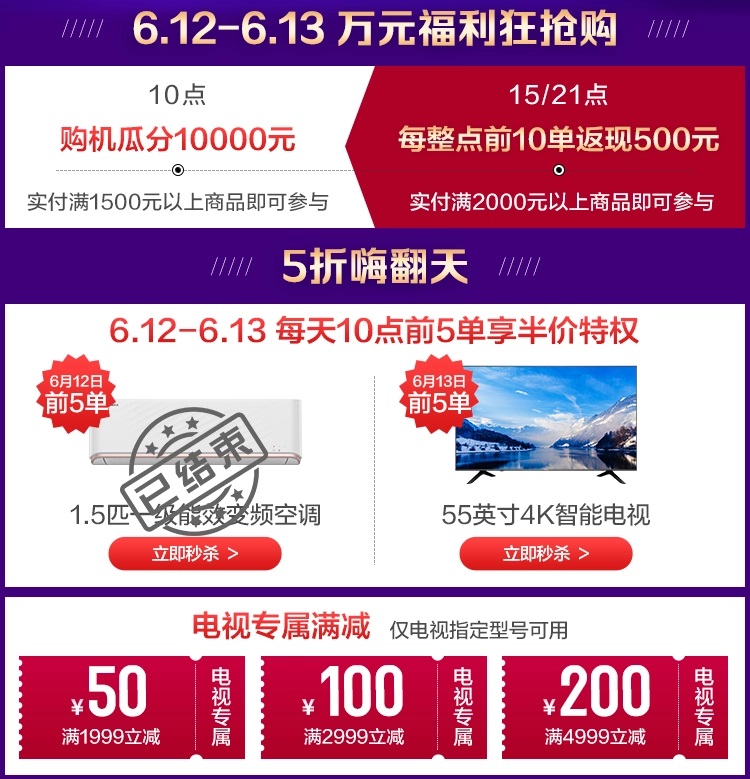 6.12-6.13 万元福利狂抢购
10点
购机瓜分10000元
实付满1500元以上商品即可参与
15/21点
每整点前10单返现500元
实付满2000元以上商品即可参与
5折嗨翻天
6.12-6.13 每天10点前5单享半价特权
6月12日
前5单
已结束
1.5匹一级能效变频空调
立即秒杀 >
6月13日
前5单
55英寸4K智能电视
立即秒杀 >
电视专属满减 仅电视指定型号可用
¥50
满1999立减
电视专属
¥100
满2999立减
电视专属
¥200
满4999立减
电视专属